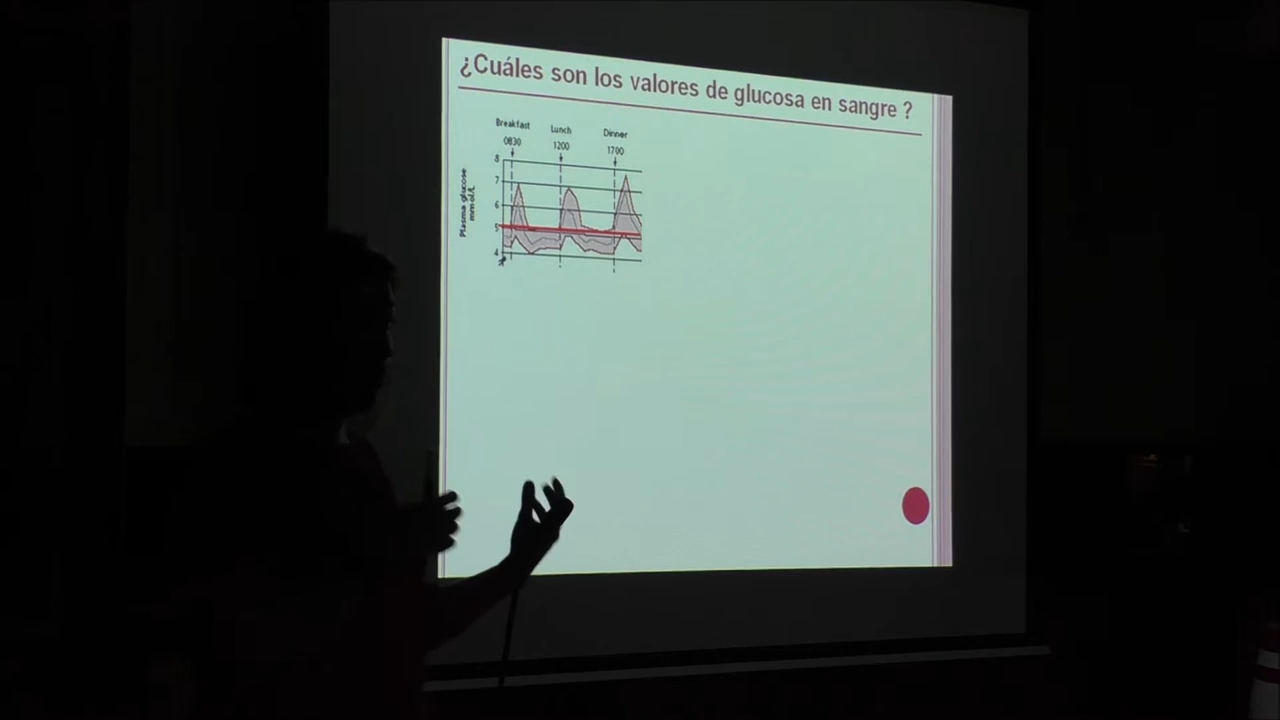 ¿Cuáles son los valores de glucosa en sangre ?
Breakfast Lunch Dinner
0830 1200 1700
Plasma glucose
mmol/L
8
7
6
5
4